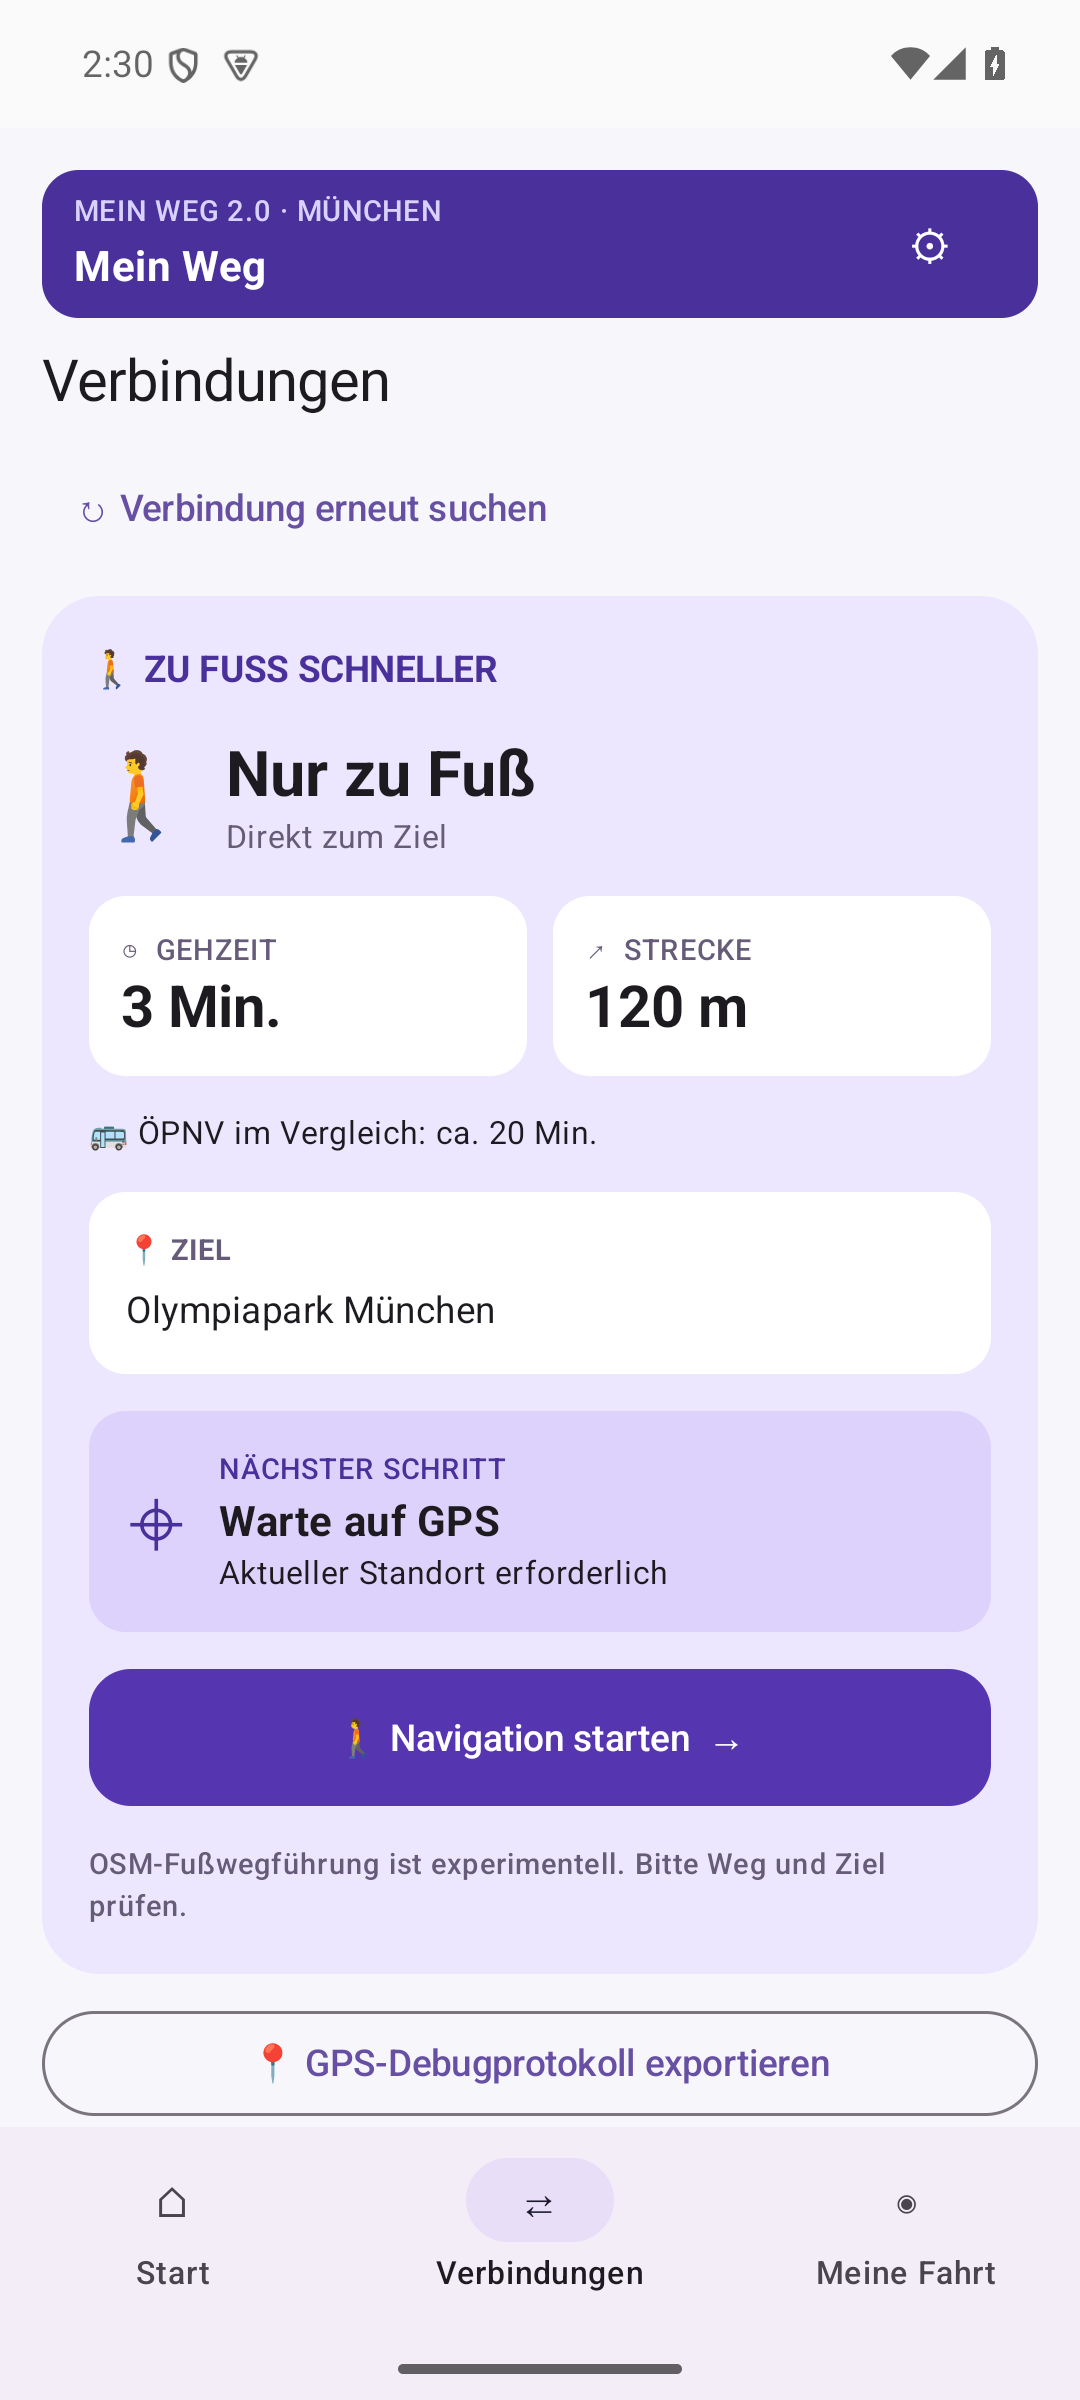 2:30
MEIN WEG 2.0 · MÜNCHEN
Mein Weg
Verbindungen
↻ Verbindung erneut suchen
🚶 ZU FUSS SCHNELLER
Nur zu Fuß
Direkt zum Ziel
◷ GEHZEIT
3 Min.
↗ STRECKE
120 m
🚌 ÖPNV im Vergleich: ca. 20 Min.
📍 ZIEL
Olympiapark München
NÄCHSTER SCHRITT
Warte auf GPS
Aktueller Standort erforderlich
🚶 Navigation starten →
OSM-Fußwegführung ist experimentell. Bitte Weg und Ziel
prüfen.
📍 GPS-Debugprotokoll exportieren
Start
Verbindungen
Meine Fahrt